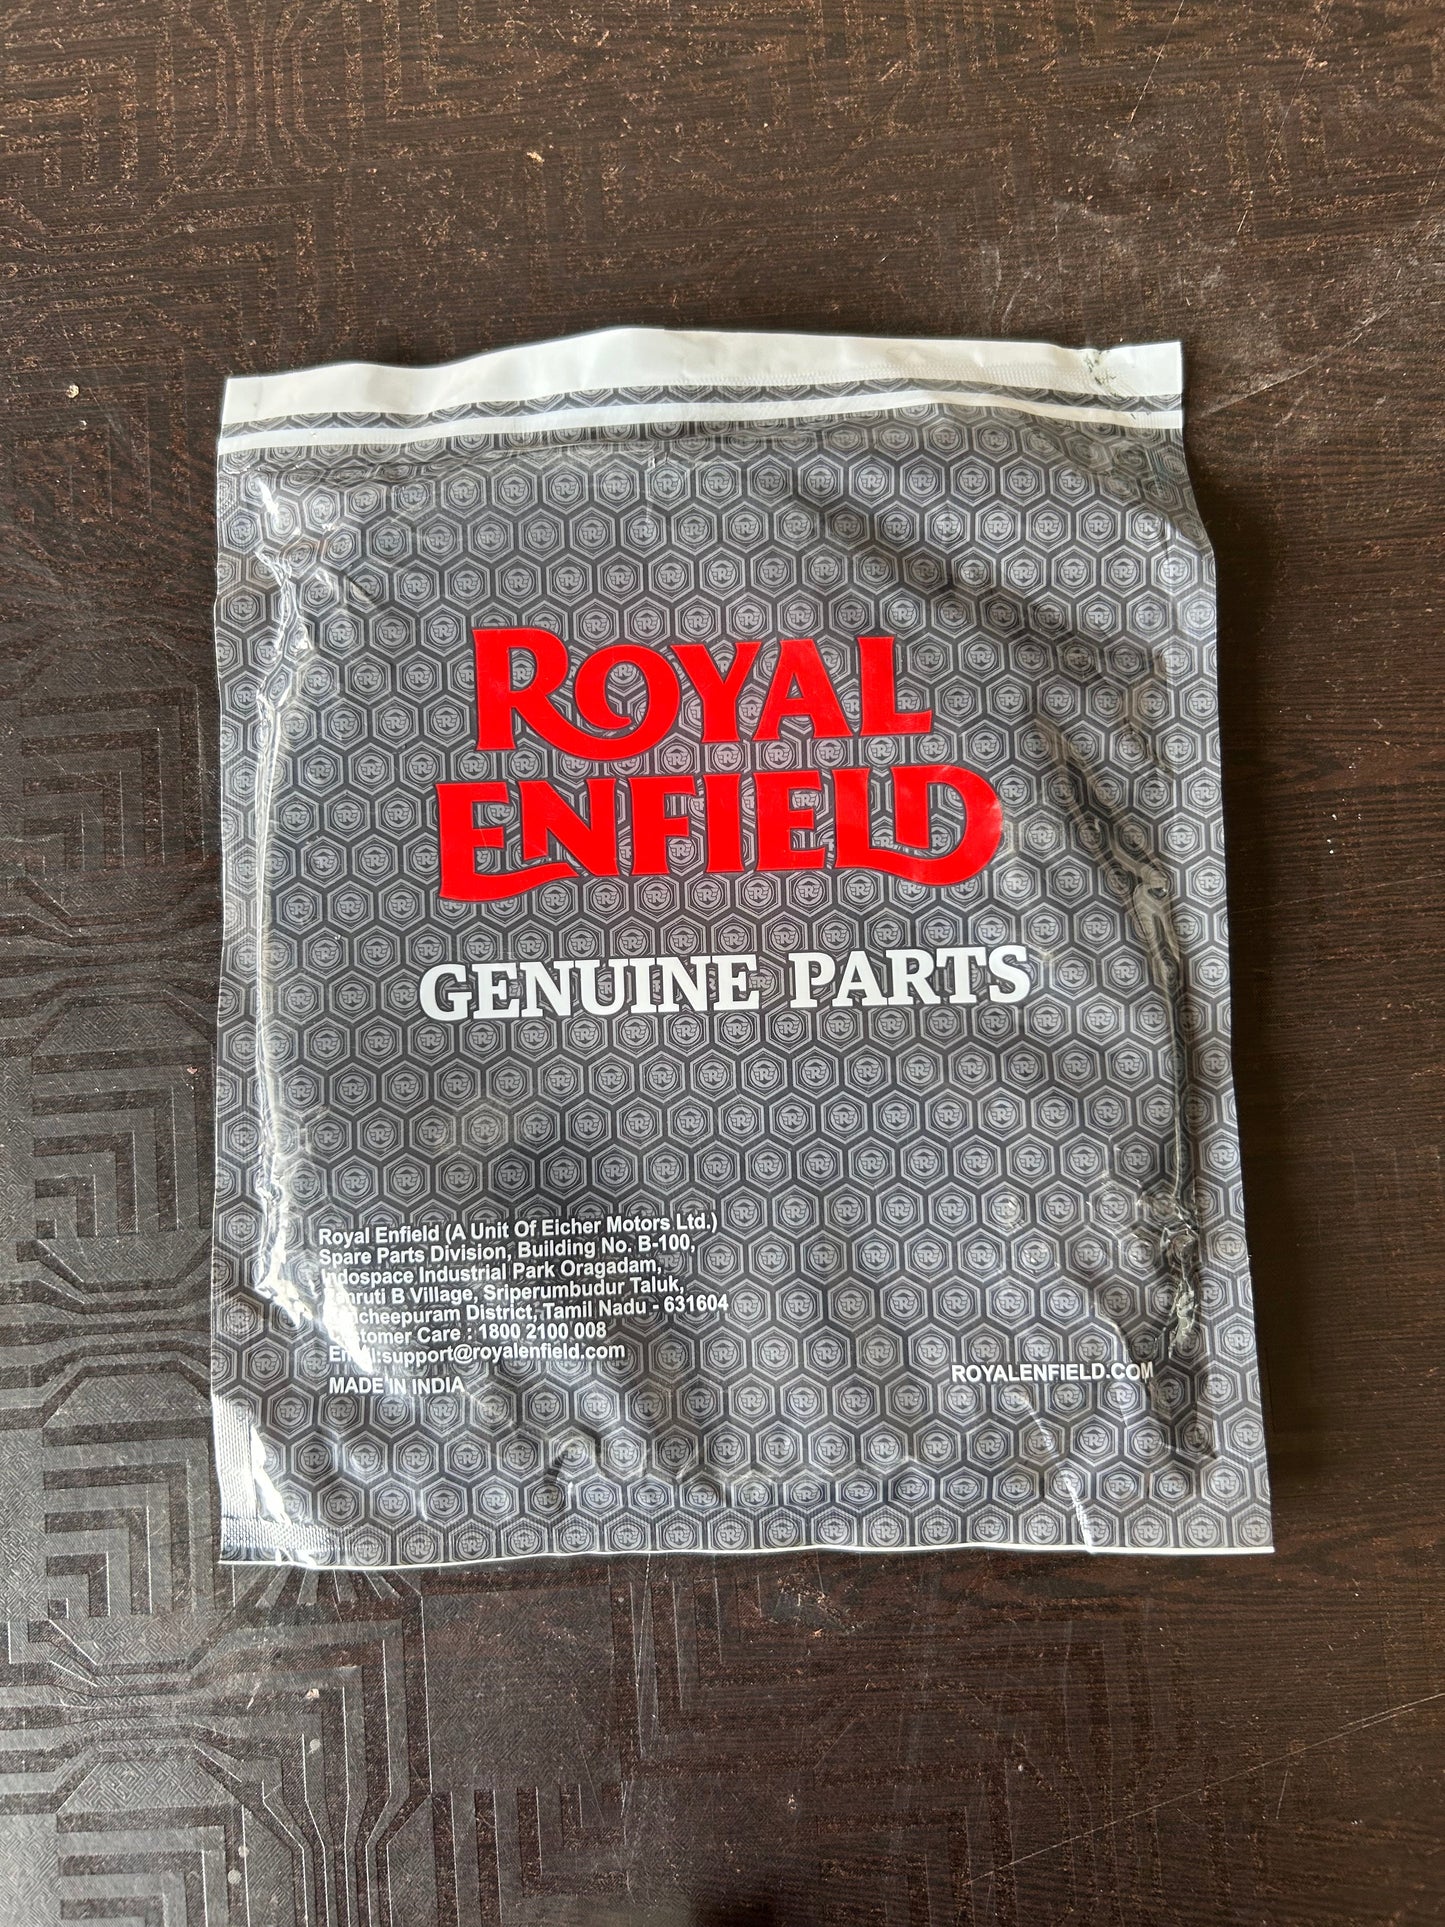 ROYAL
ENFIELD
GENUINE PARTS
Royal Enfield (A Unit Of Eicher Motors Ltd.)
Spare Parts Division, Building No. B-100,
Industrial Park Oragadam,
B Village, Sriperumbudur Taluk,
District, Tamil Nadu - 631604
Care : 1800 2100 008
Email:support@royalenfield.com
MADE IN INDIA
ROYALENFIELD.COM